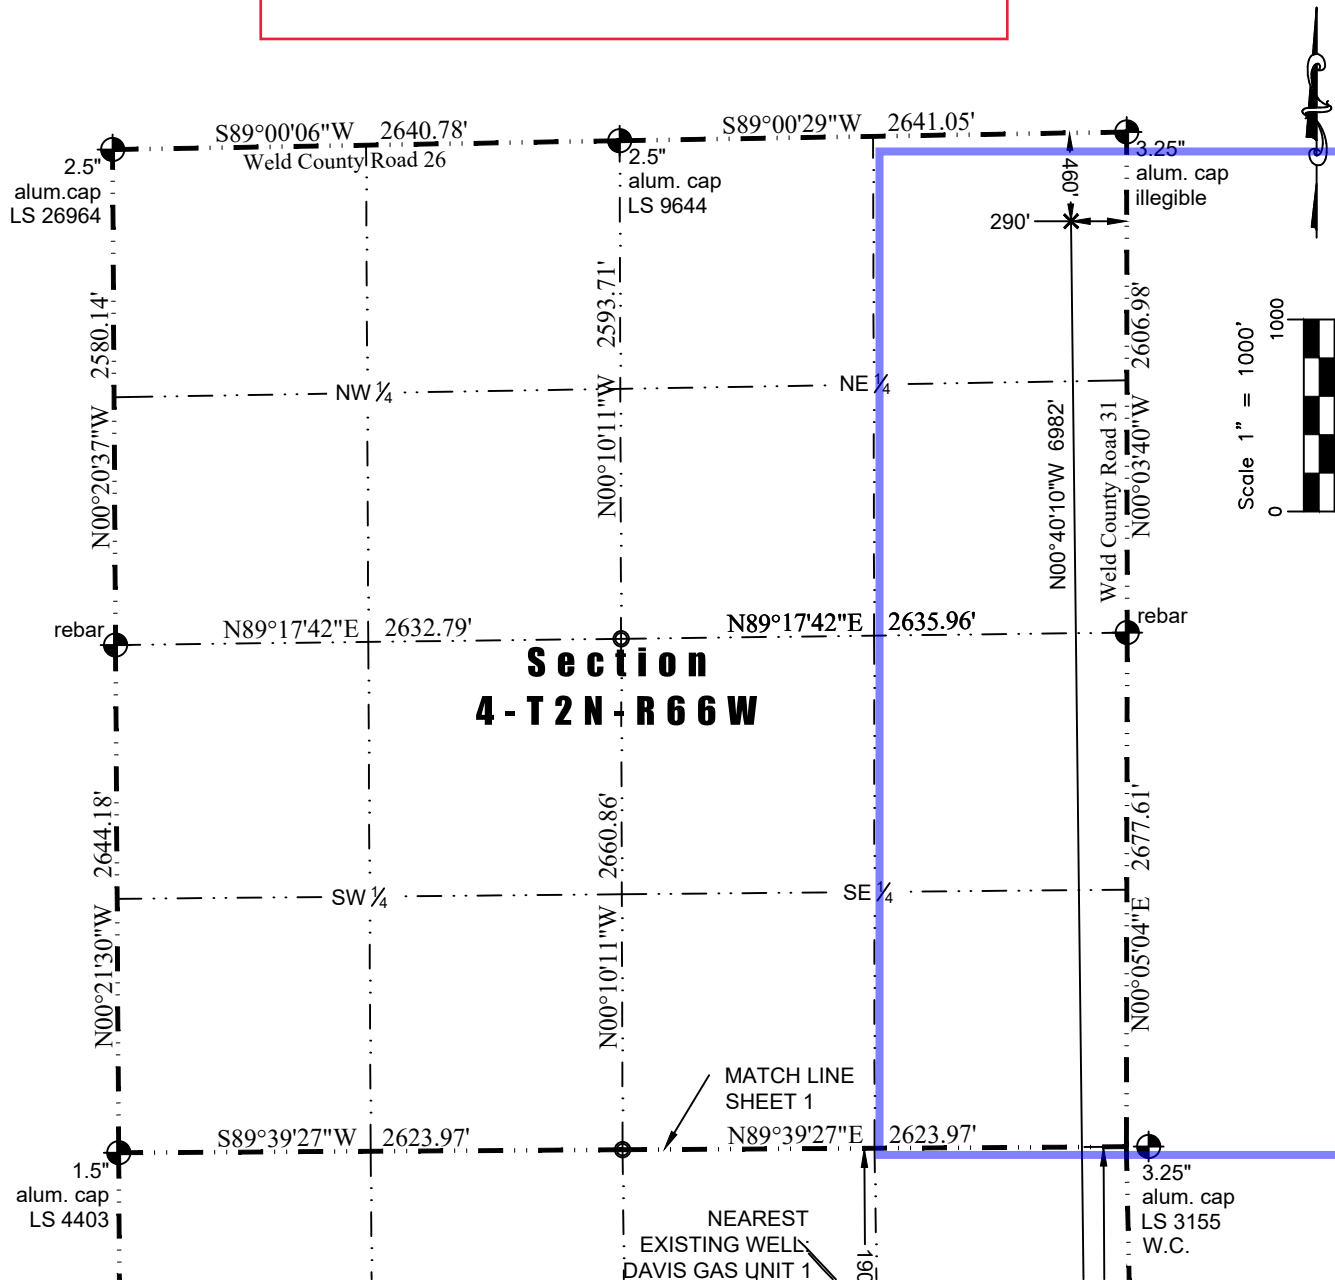 S89°00'06"W 2640.78'
Weld County Road 26
S89°00'29"W 2641.05'
2.5"
alum.cap
LS 26964
2.5"
alum. cap
LS 9644
3.25"
alum. cap
illegible
460'
290'
N00°20'37"W 2580.14'
N00°10'11"W 2593.71'
N00°03'40"W 2606.98'
NW 1/4
NE 1/4
N00°40'10"W 6982'
Weld County Road 31
Scale 1" = 1000'
0
1000
rebar
N89°17'42"E 2632.79'
N89°17'42"E 2635.96'
rebar
Section
4-T2N-R66W
N00°21'30"W 2644.18'
N00°10'11"W 2660.86'
N00°05'04"E 2677.61'
SW 1/4
SE 1/4
MATCH LINE
SHEET 1
S89°39'27"W 2623.97'
N89°39'27"E 2623.97'
1.5"
alum. cap
LS 4403
3.25"
alum. cap
LS 3155
W.C.
NEAREST
EXISTING WELL:
DAVIS GAS UNIT 1
190